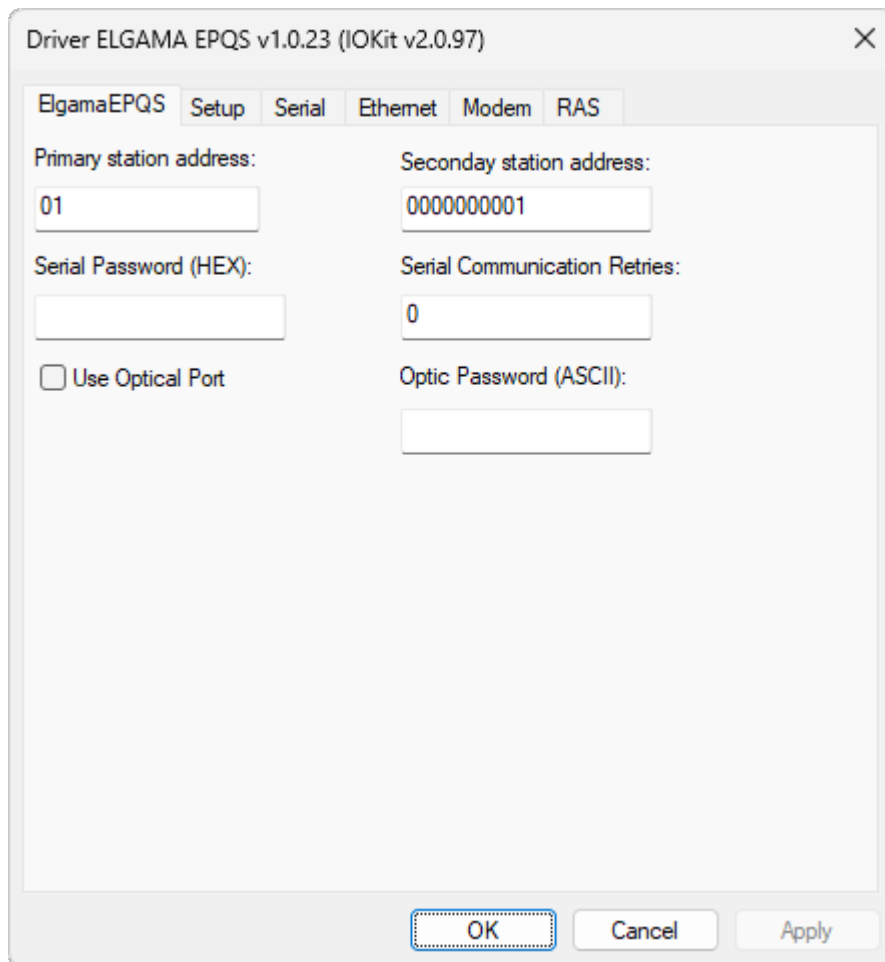 Driver ELGAMA EPQS v1.0.23 (IOKit v2.0.97)
ElgamaEPQS Setup Serial Ethernet Modem RAS
Primary station address: Seconday station address:
01 0000000001
Serial Password (HEX): Serial Communication Retries:
0
Use Optical Port Optic Password (ASCII):
OK Cancel Apply